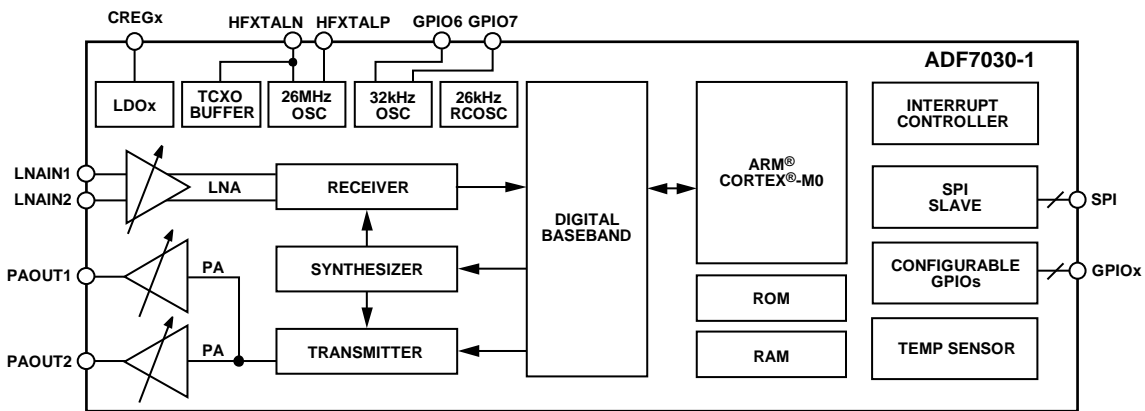 CREGx
HFXTALN
HFXTALP
GPIO6
GPIO7
ADF7030-1
LDOx
TCXO
BUFFER
26MHz
OSC
32kHz
OSC
26kHz
RCOSC
INTERRUPT
CONTROLLER
LNAIN1
LNAIN2
LNA
RECEIVER
ARM®
CORTEX®-M0
SPI
SLAVE
SPI
DIGITAL
BASEBAND
PAOUT1
PA
SYNTHESIZER
CONFIGURABLE
GPIOs
GPIOx
ROM
PAOUT2
PA
TRANSMITTER
RAM
TEMP SENSOR